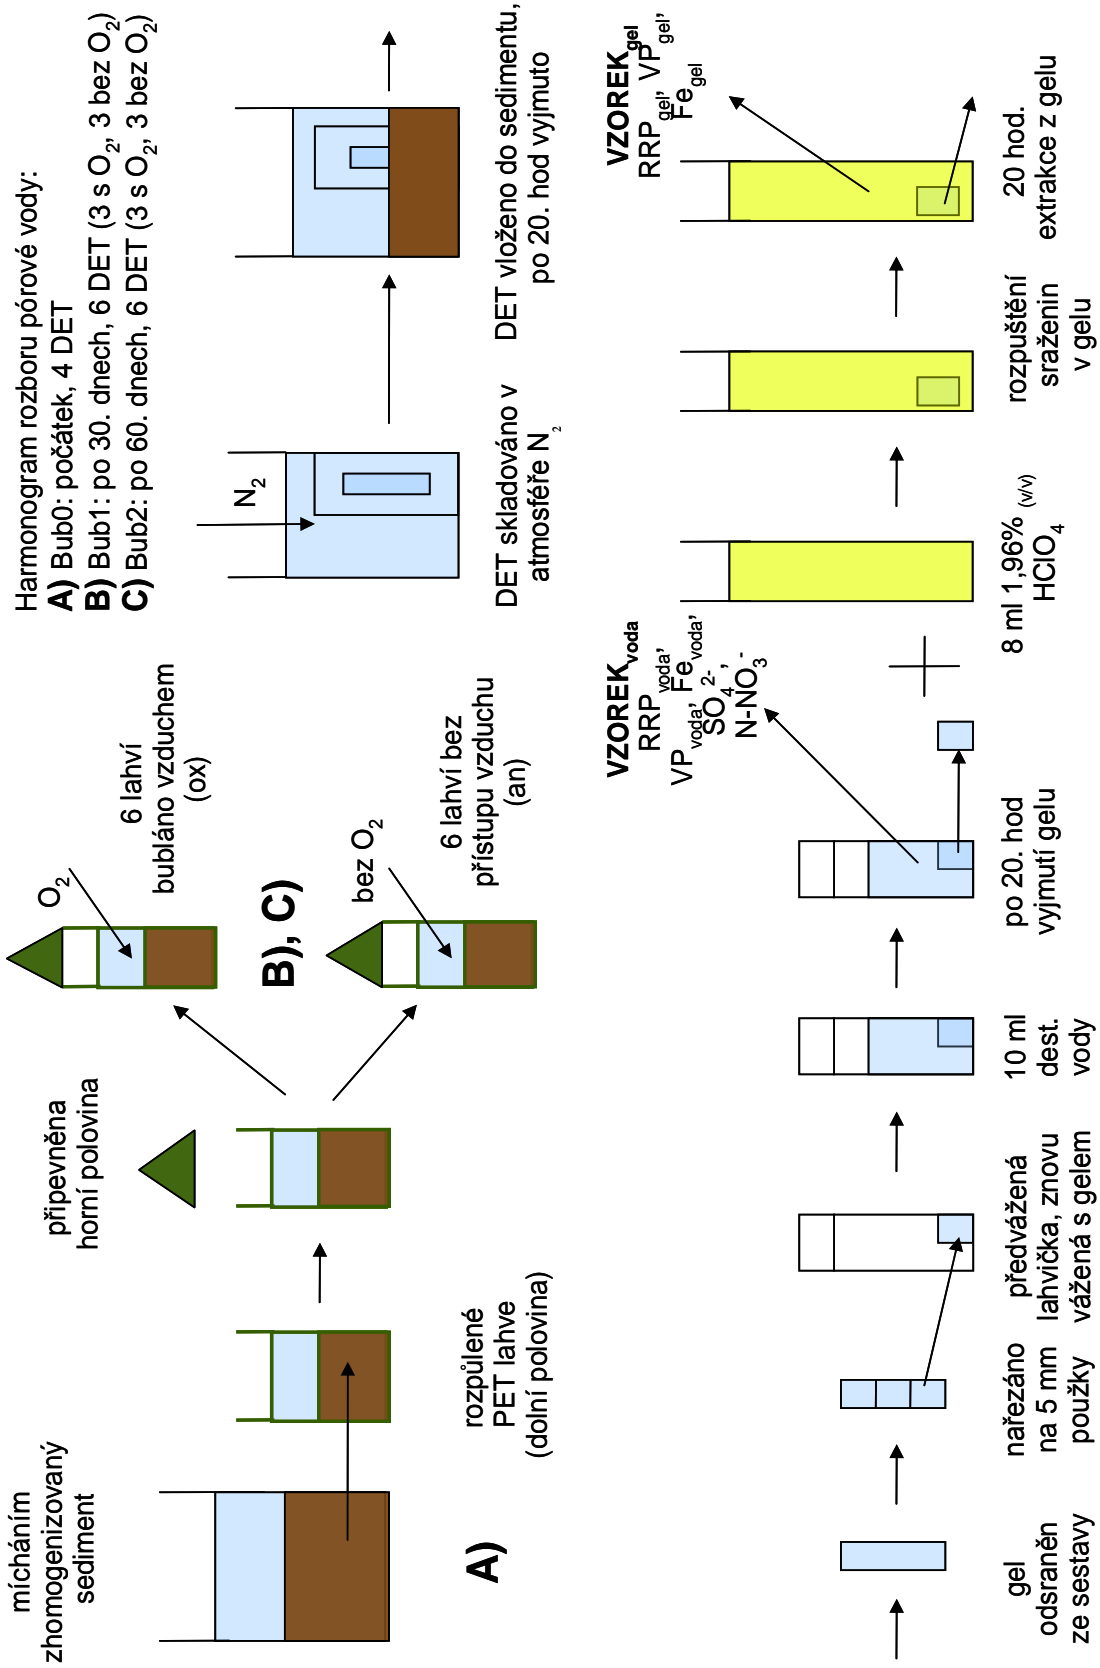 mícháním
zhomogenizovaný
sediment
A)
rozpůlené
PET lahve
(dolní polovina)
připevněna
horní polovina
O2
6 lahví
bubláno vzduchem
(ox)
B), C)
bez O2
6 lahví bez
přístupu vzduchu
(an)
Harmonogram rozboru pórové vody:
A) Bub0: počátek, 4 DET
B) Bub1: po 30. dnech, 6 DET (3 s O2, 3 bez O2)
C) Bub2: po 60. dnech, 6 DET (3 s O2, 3 bez O2)
N2
DET skladováno v
atmosféře N2
DET vloženo do sedimentu,
po 20. hod vyjmuto
gel
odsraněn
ze sestavy
nařezáno
na 5 mm
použky
předvážená
lahvička, znovu
vážená s gelem
10 ml
dest.
vody
po 20. hod
vyjmutí gelu
VZOREKvoda
RRPvoda,
VPvoda, Fevoda,
SO4 2-,
N-NO3-
8 ml 1,96% (v/v)
HClO4
rozpuštění
sraženin
v gelu
20 hod.
extrakce z gelu
VZOREKgel
RRPgel, VPgel,
Fegel